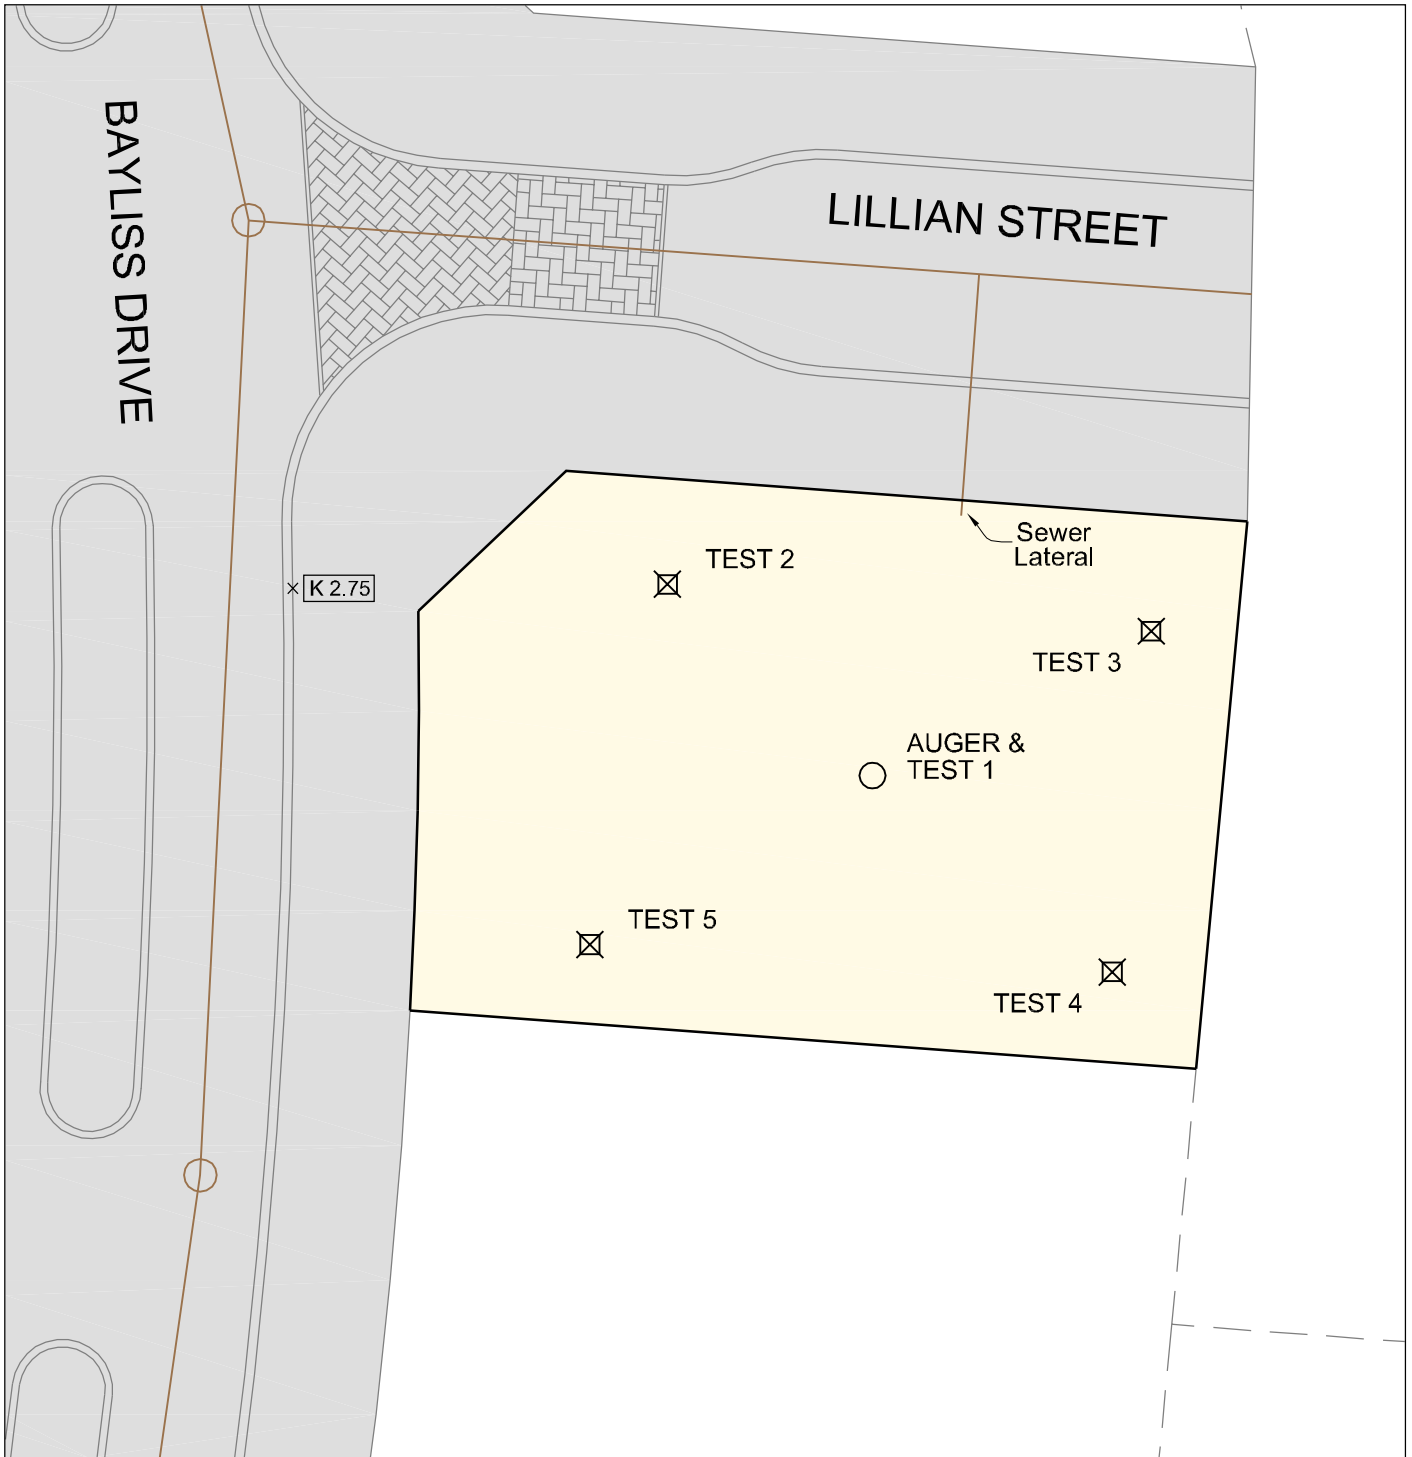 BAYLISS DRIVE
LILLIAN STREET
Sewer
Lateral
TEST 2
K 2.75
TEST 3
AUGER &
TEST 1
TEST 5
TEST 4